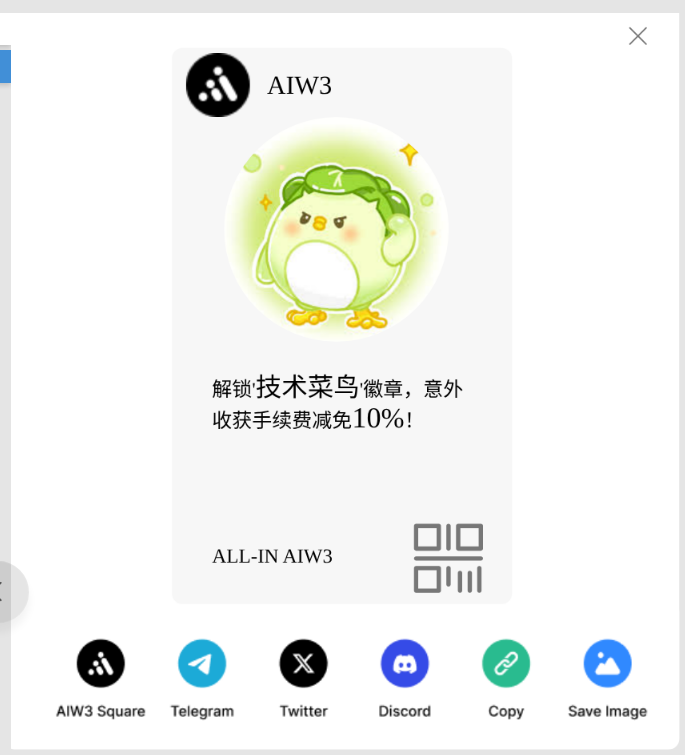 AIW3
解锁'技术菜鸟'徽章，意外
收获手续费减免10%!
ALL-IN AIW3
AIW3 Square
Telegram
Twitter
Discord
Copy
Save Image